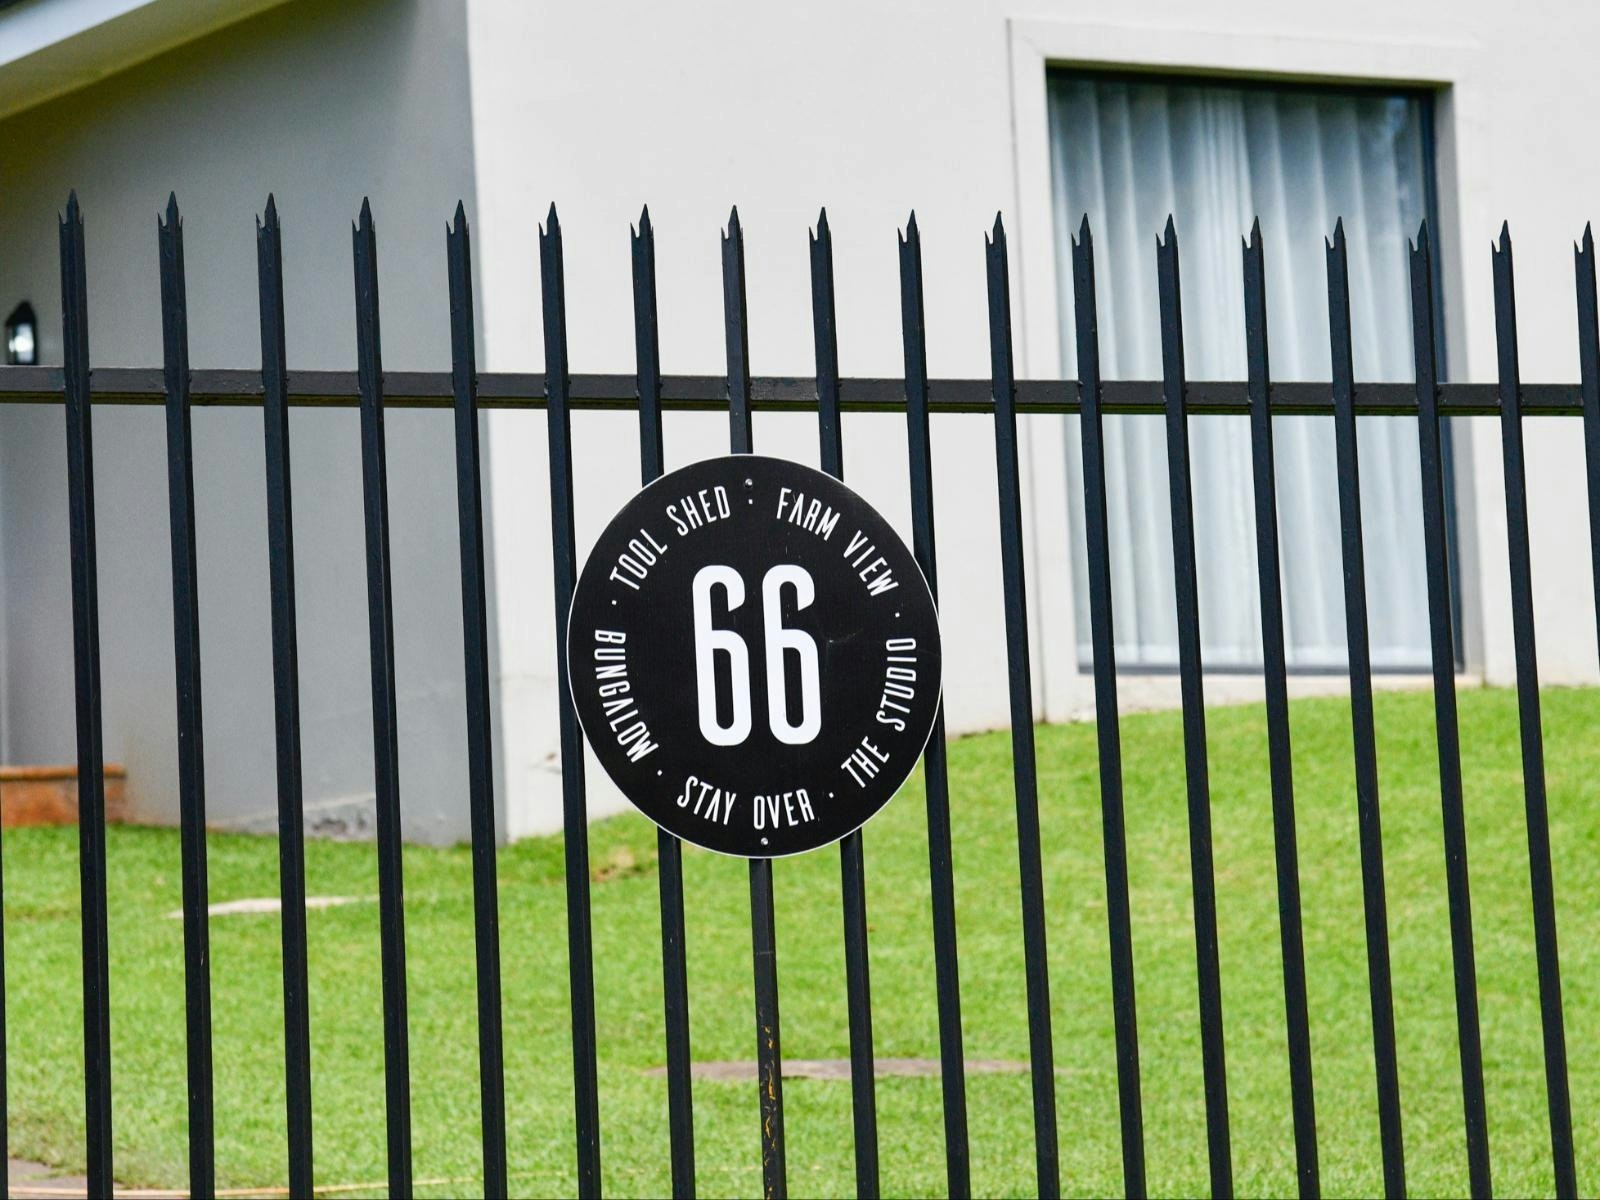 TOOL SHED · FARM VIEW · THE STUDIO · STAY OVER · BUNGALOW ·
66